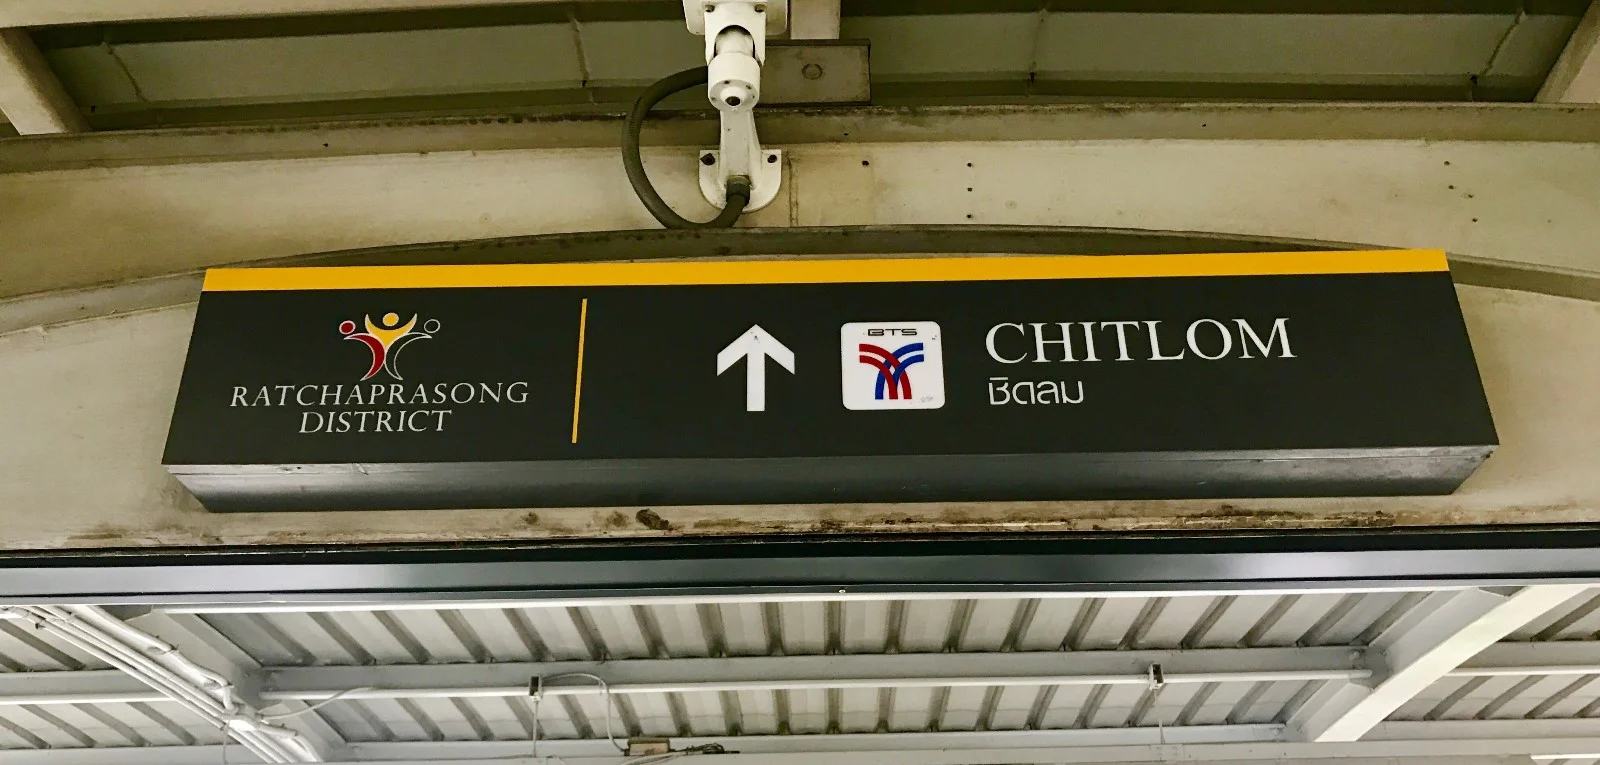 RATCHAPRASONG
DISTRICT
BTS
CHITLOM
ชิดลม